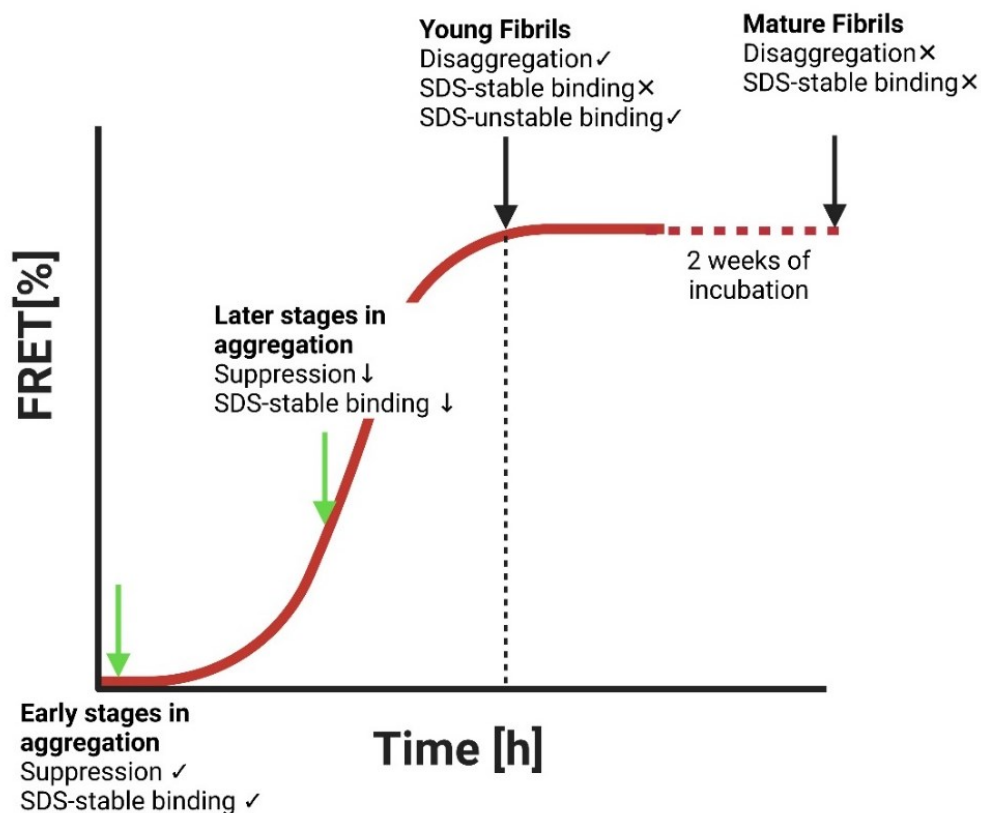 Young Fibrils
Disaggregation✓
SDS-stable binding×
SDS-unstable binding✓
Mature Fibrils
Disaggregation×
SDS-stable binding×
FRET[%]
2 weeks of
incubation
Later stages in
aggregation
Suppression↓
SDS-stable binding ↓
Early stages in
aggregation
Suppression ✓
SDS-stable binding ✓
Time [h]